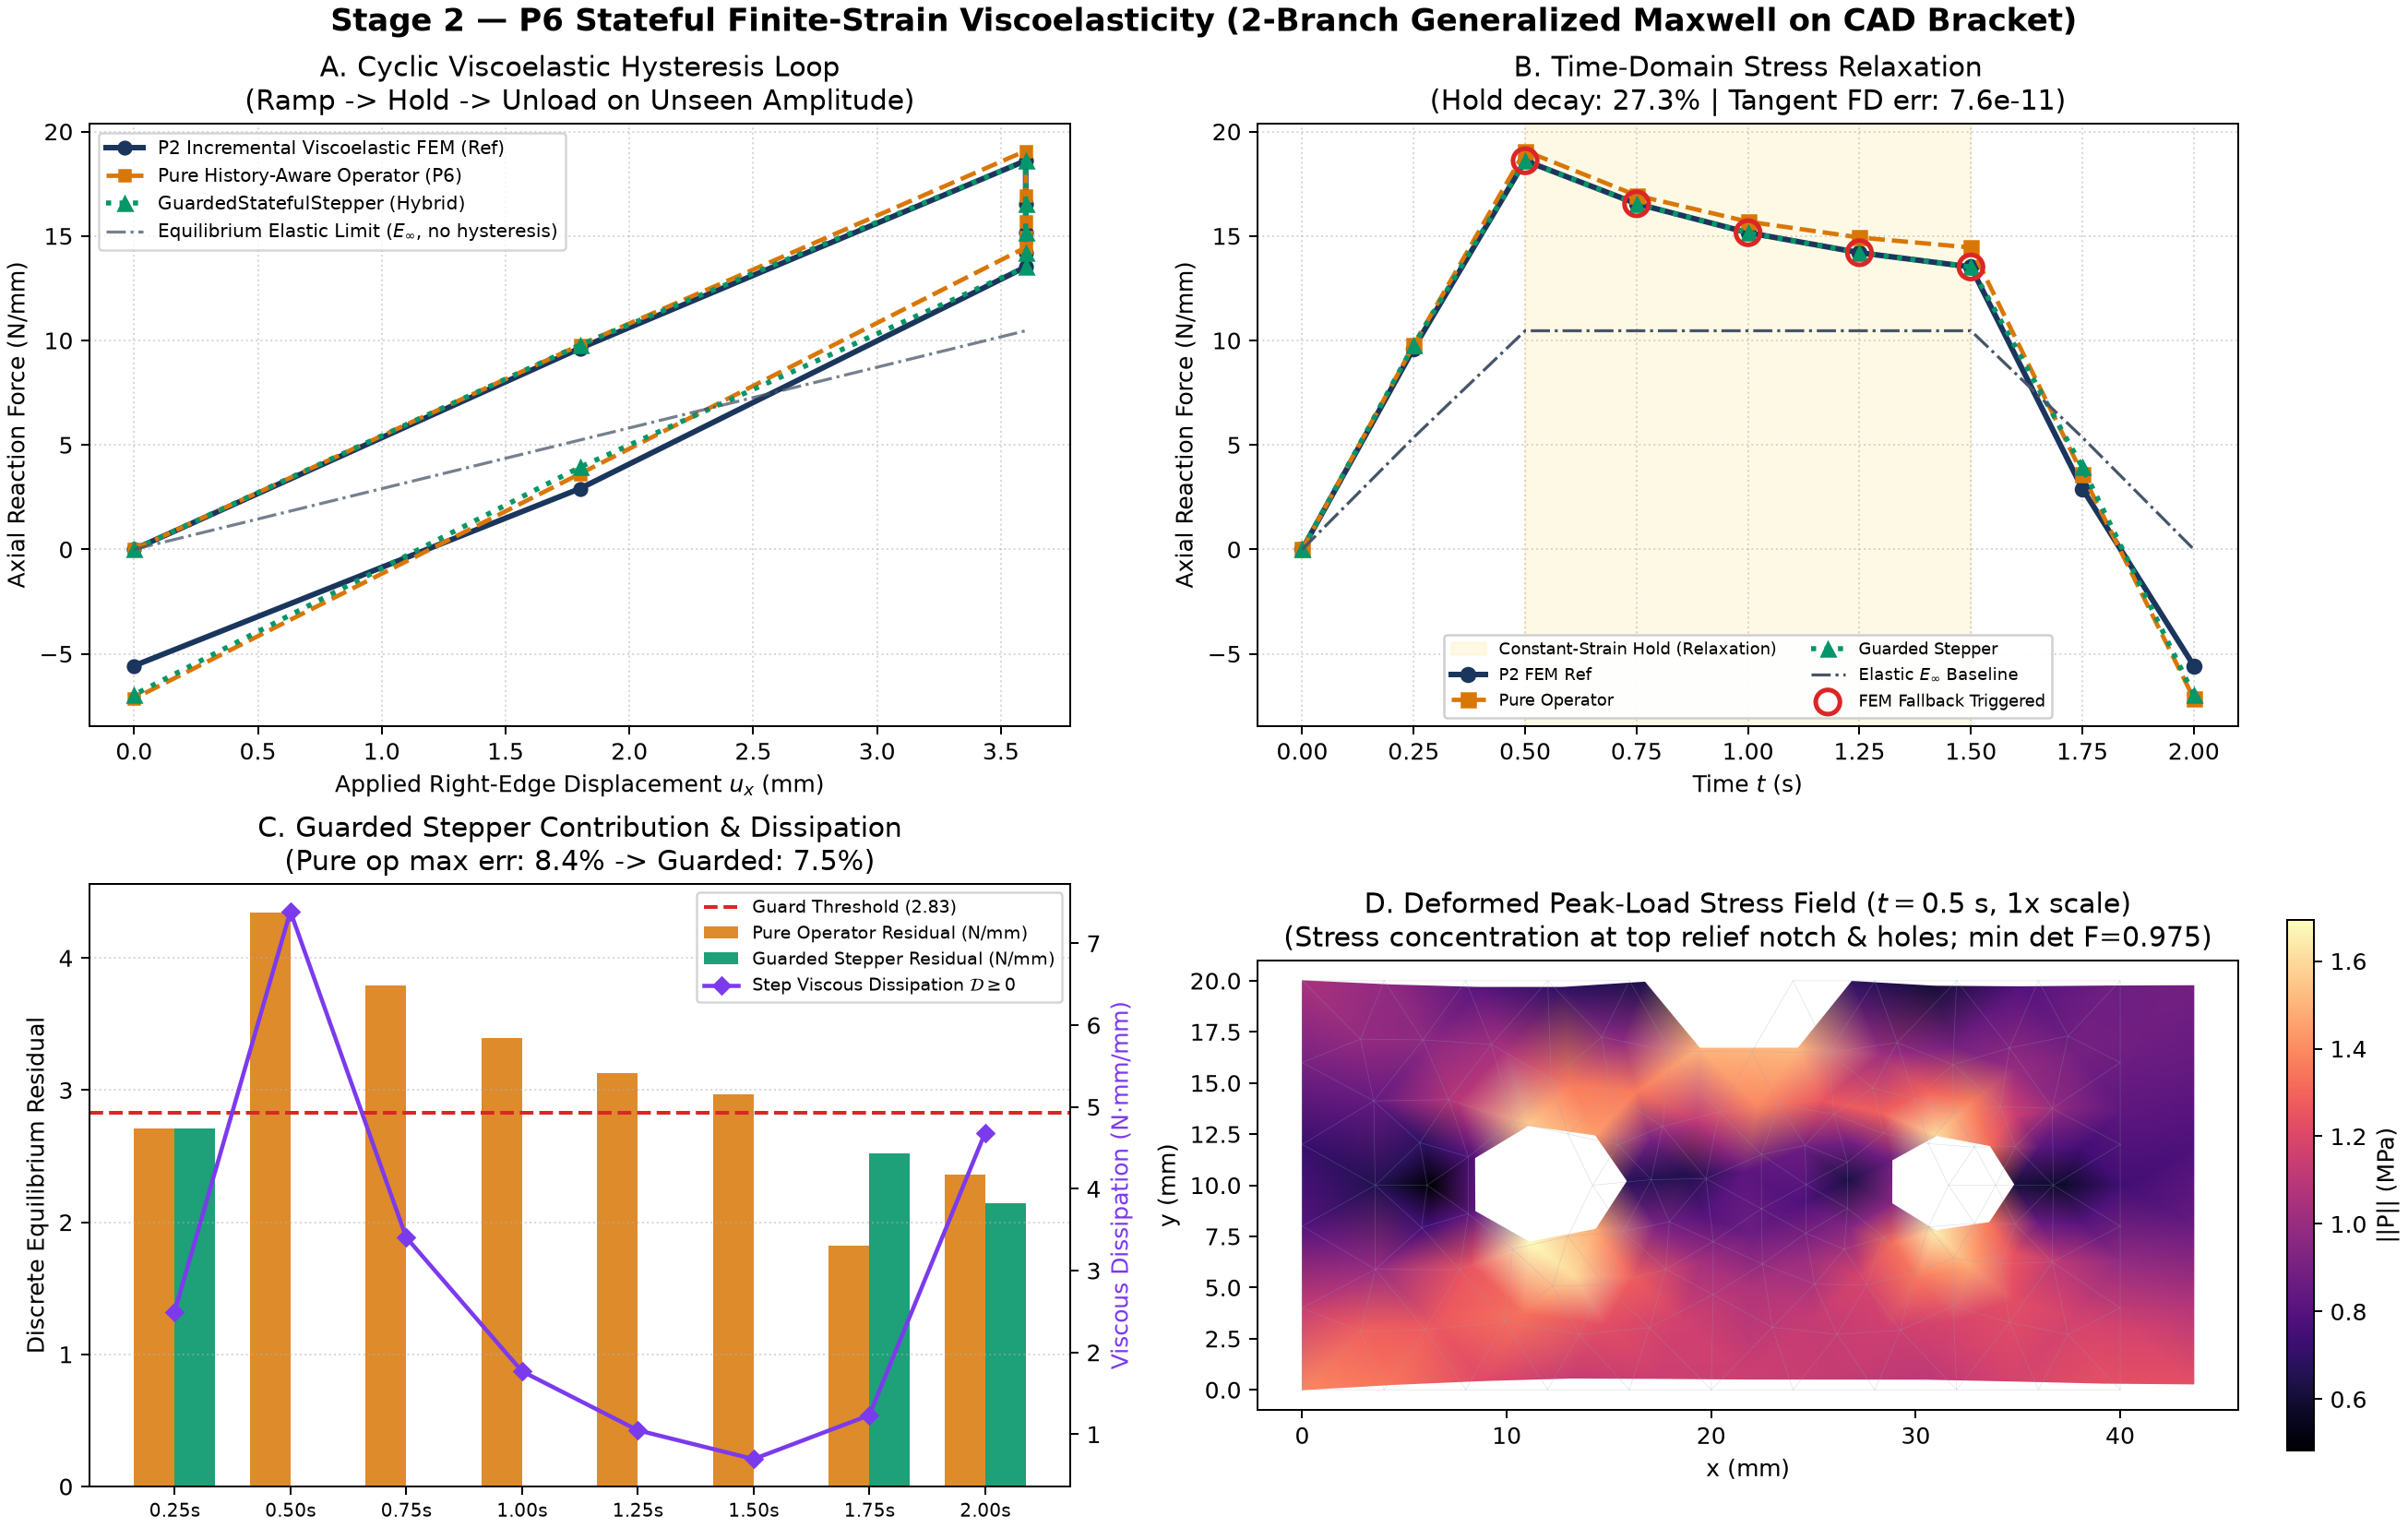 Stage 2 — P6 Stateful Finite-Strain Viscoelasticity (2-Branch Generalized Maxwell on CAD Bracket)
A. Cyclic Viscoelastic Hysteresis Loop
(Ramp -> Hold -> Unload on Unseen Amplitude)
Axial Reaction Force (N/mm)
20
15
10
5
0
−5
P2 Incremental Viscoelastic FEM (Ref)
Pure History-Aware Operator (P6)
GuardedStatefulStepper (Hybrid)
Equilibrium Elastic Limit (E∞, no hysteresis)
0.0 0.5 1.0 1.5 2.0 2.5 3.0 3.5
Applied Right-Edge Displacement uₓ (mm)
B. Time-Domain Stress Relaxation
(Hold decay: 27.3% | Tangent FD err: 7.6e-11)
Axial Reaction Force (N/mm)
20
15
10
5
0
−5
Constant-Strain Hold (Relaxation)
P2 FEM Ref
Pure Operator
Guarded Stepper
Elastic E∞ Baseline
FEM Fallback Triggered
0.00 0.25 0.50 0.75 1.00 1.25 1.50 1.75 2.00
Time t (s)
C. Guarded Stepper Contribution & Dissipation
(Pure op max err: 8.4% -> Guarded: 7.5%)
Discrete Equilibrium Residual
4
3
2
1
0
Guard Threshold (2.83)
Pure Operator Residual (N/mm)
Guarded Stepper Residual (N/mm)
Step Viscous Dissipation 𝒟 ≥ 0
7
6
5
4
3
2
1
Viscous Dissipation (N·mm/mm)
0.25s 0.50s 0.75s 1.00s 1.25s 1.50s 1.75s 2.00s
D. Deformed Peak-Load Stress Field (t = 0.5 s, 1x scale)
(Stress concentration at top relief notch & holes; min det F=0.975)
y (mm)
20.0
17.5
15.0
12.5
10.0
7.5
5.0
2.5
0.0
0 10 20 30 40
x (mm)
1.6
1.4
1.2
1.0
0.8
0.6
||P|| (MPa)